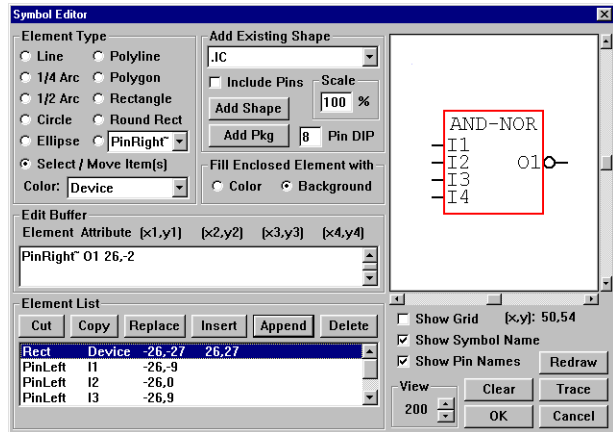 Symbol Editor
Element Type
Line Polyline
1/4 Arc Polygon
1/2 Arc Rectangle
Circle Round Rect
Ellipse PinRight~
Select / Move Item(s)
Color: Device
Add Existing Shape
.IC
Include Pins
Scale
100 %
Add Shape
Add Pkg 8 Pin DIP
Fill Enclosed Element with
Color Background
Edit Buffer
Element Attribute (x1,y1) (x2,y2) (x3,y3) (x4,y4)
PinRight~ O1 26,-2
Element List
Cut Copy Replace Insert Append Delete
Rect Device -26,-27 26,27
PinLeft I1 -26,-9
PinLeft I2 -26,0
PinLeft I3 -26,9
AND-NOR
I1
I2 O1
I3
I4
Show Grid (x,y): 50,54
Show Symbol Name
Show Pin Names Redraw
View
200
Clear Trace
OK Cancel